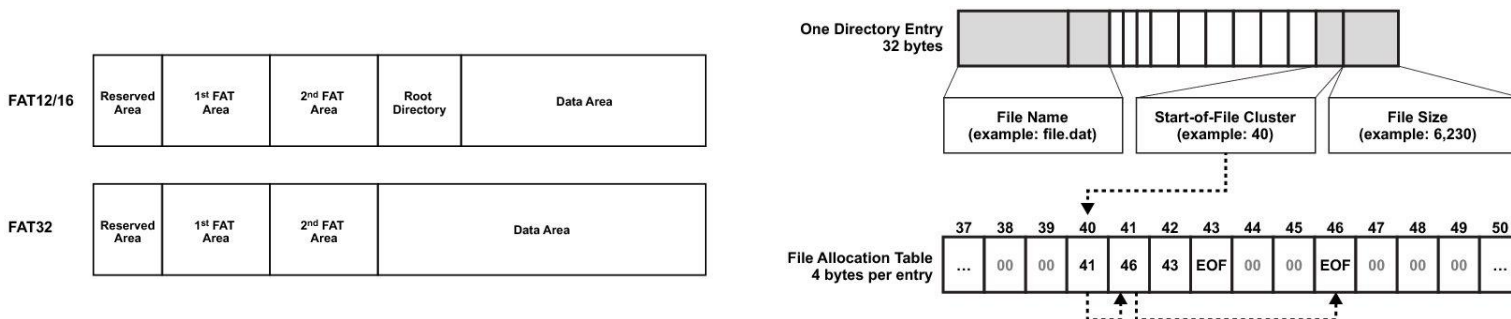 FAT12/16
Reserved
Area
1st FAT
Area
2nd FAT
Area
Root
Directory
Data Area
FAT32
Reserved
Area
1st FAT
Area
2nd FAT
Area
Data Area
One Directory Entry
32 bytes
File Name
(example: file.dat)
Start-of-File Cluster
(example: 40)
File Size
(example: 6,230)
37 38 39 40 41 42 43 44 45 46 47 48 49 50
File Allocation Table
4 bytes per entry
... 00 00 41 46 43 EOF 00 00 EOF 00 00 00 ...